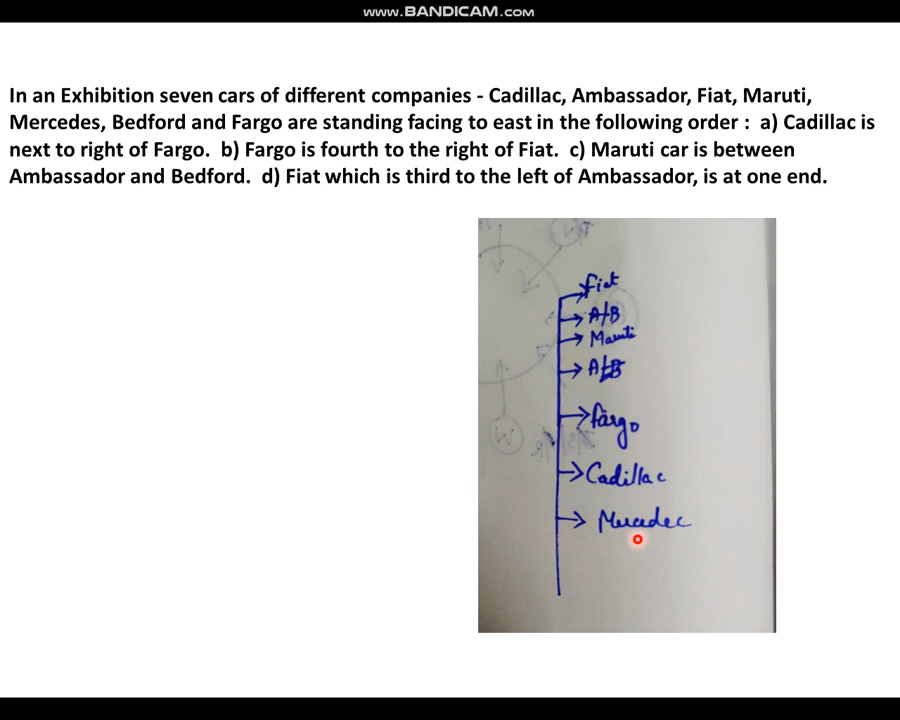 www.BANDICAM.com
In an Exhibition seven cars of different companies - Cadillac, Ambassador, Fiat, Maruti,
Mercedes, Bedford and Fargo are standing facing to east in the following order : a) Cadillac is
next to right of Fargo. b) Fargo is fourth to the right of Fiat. c) Maruti car is between
Ambassador and Bedford. d) Fiat which is third to the left of Ambassador, is at one end.
Fiat
A/B
Maruti
A/B
Fargo
Cadillac
Mercedec